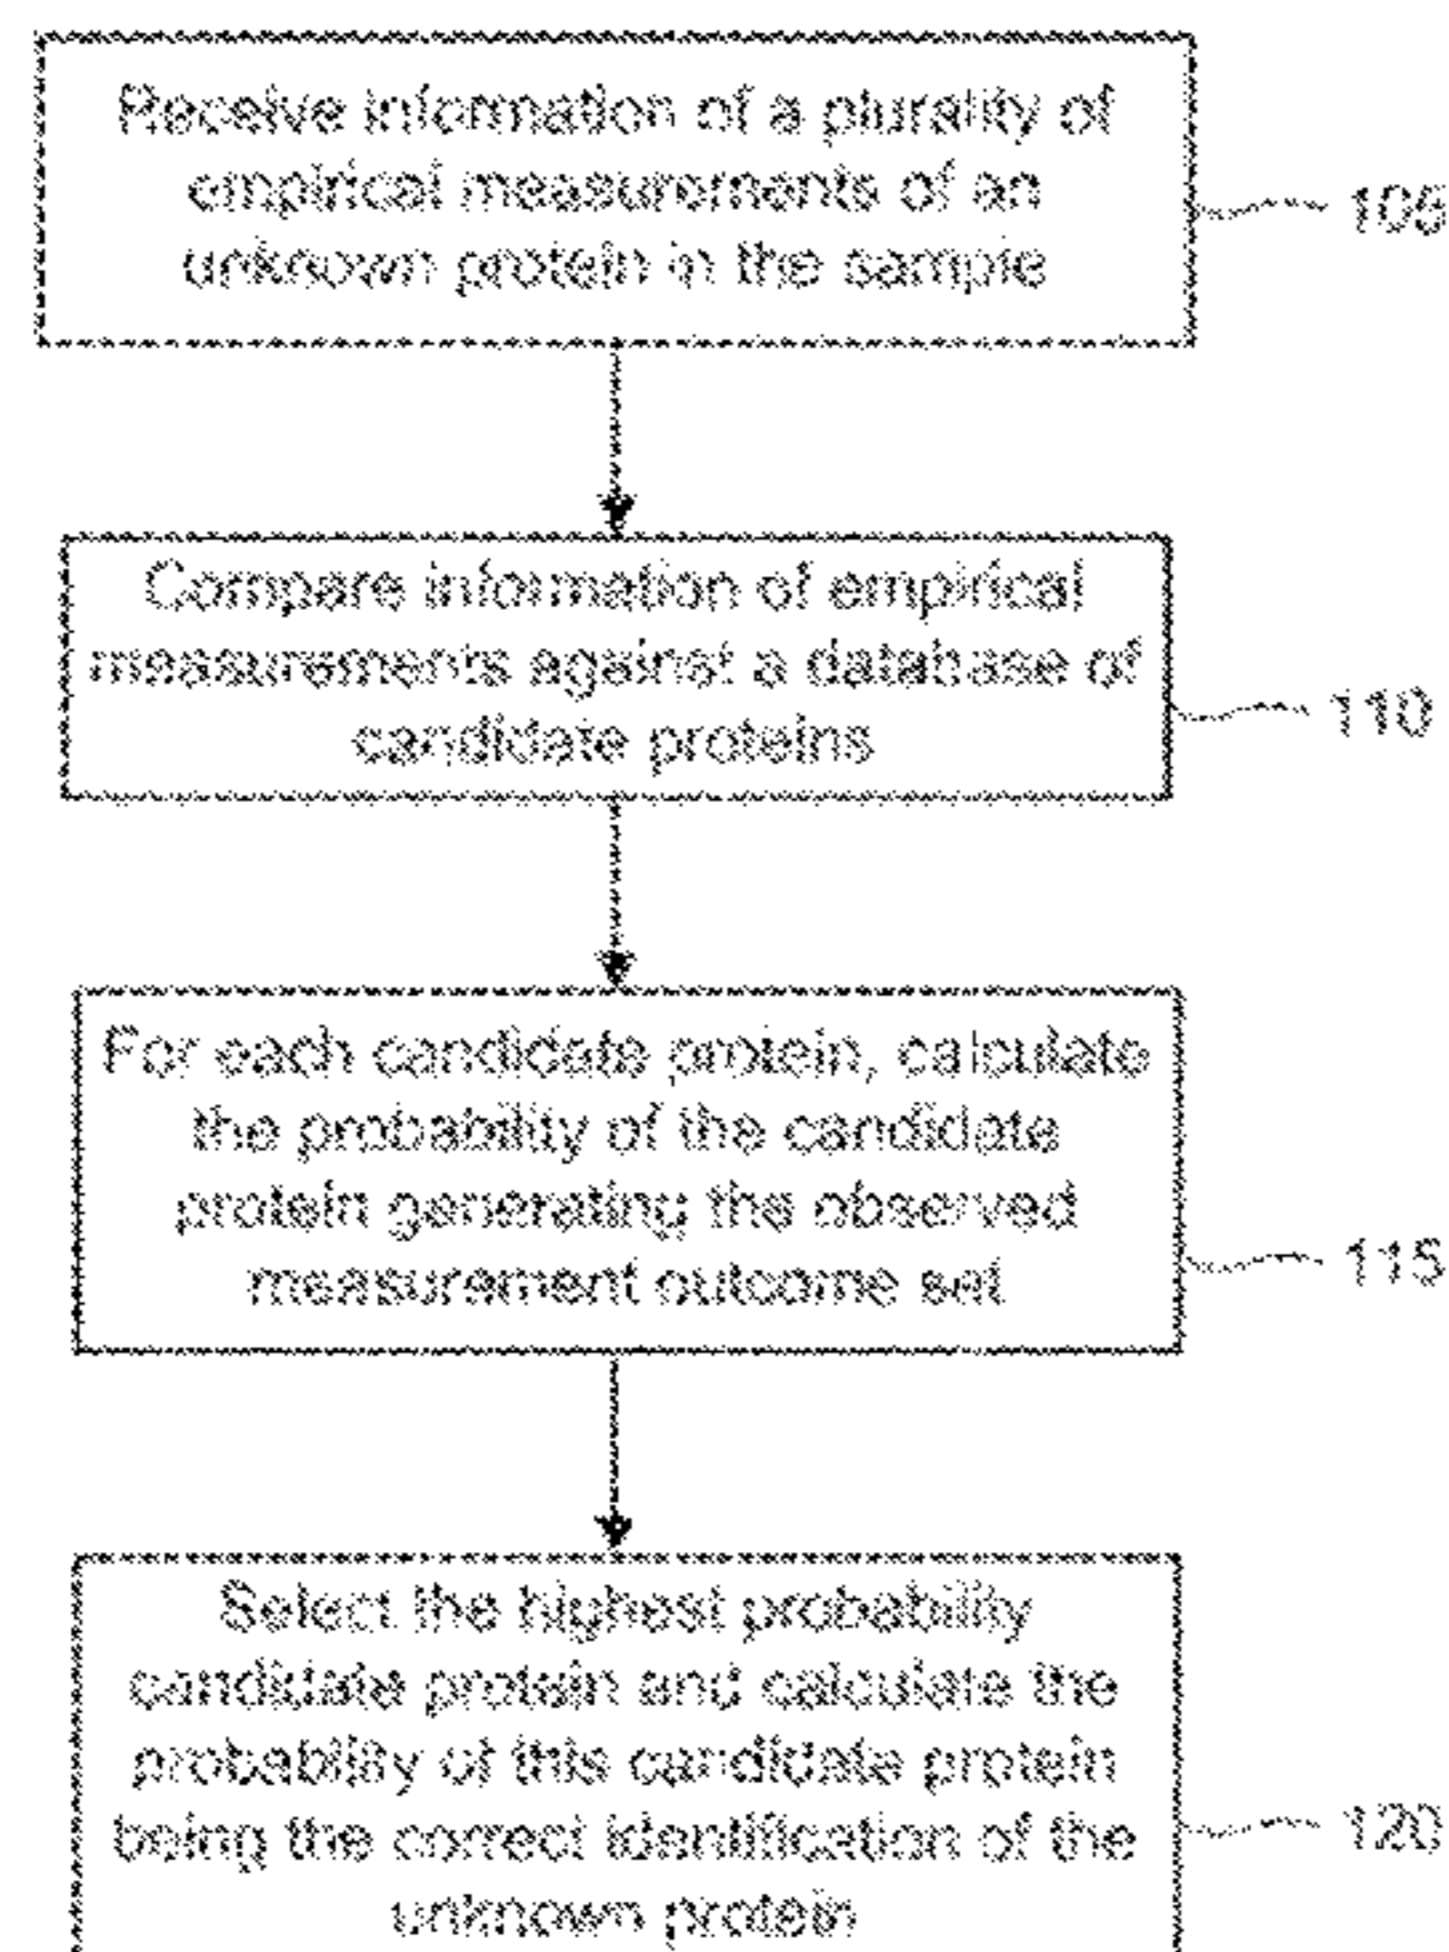 Receive information of a plurality of
empirical measurements of an
unknown protein in the sample
105
Compare information of empirical
measurements against a database of
candidate proteins
110
For each candidate protein, calculate
the probability of the candidate
protein generating the observed
measurement outcome set
115
Select the highest probability
candidate protein and calculate the
probability of this candidate protein
being the correct identification of the
unknown protein
120